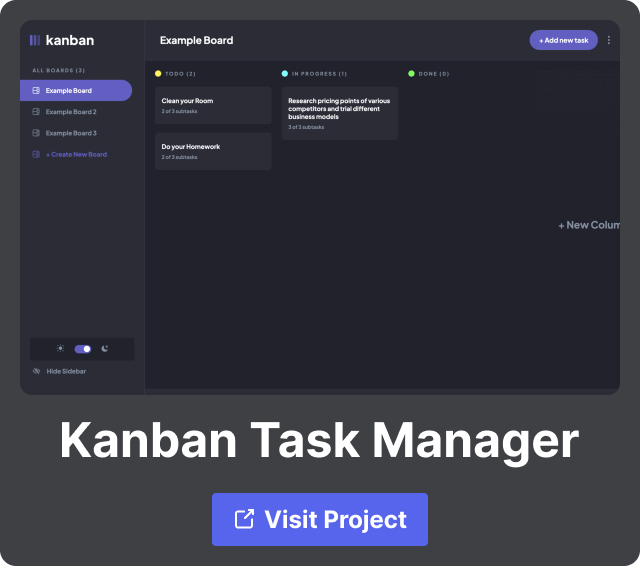 kanban
Example Board
+ Add new task
ALL BOARDS (3)
Example Board
Example Board 2
Example Board 3
+ Create New Board
TODO (2)
Clean your Room
2 of 3 subtasks
Do your Homework
2 of 3 subtasks
IN PROGRESS (1)
Research pricing points of various
competitors and trial different
business models
3 of 3 subtasks
DONE (0)
+ New Colum
Hide Sidebar
Kanban Task Manager
Visit Project